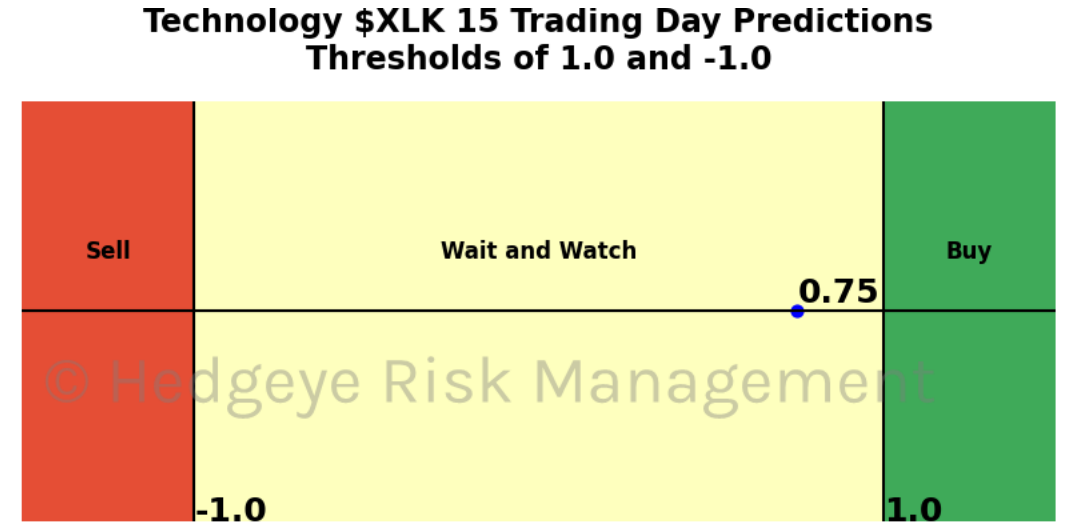 Technology $XLK 15 Trading Day Predictions
Thresholds of 1.0 and -1.0
Sell
Wait and Watch
Buy
0.75
© Hedgeye Risk Management
-1.0
1.0